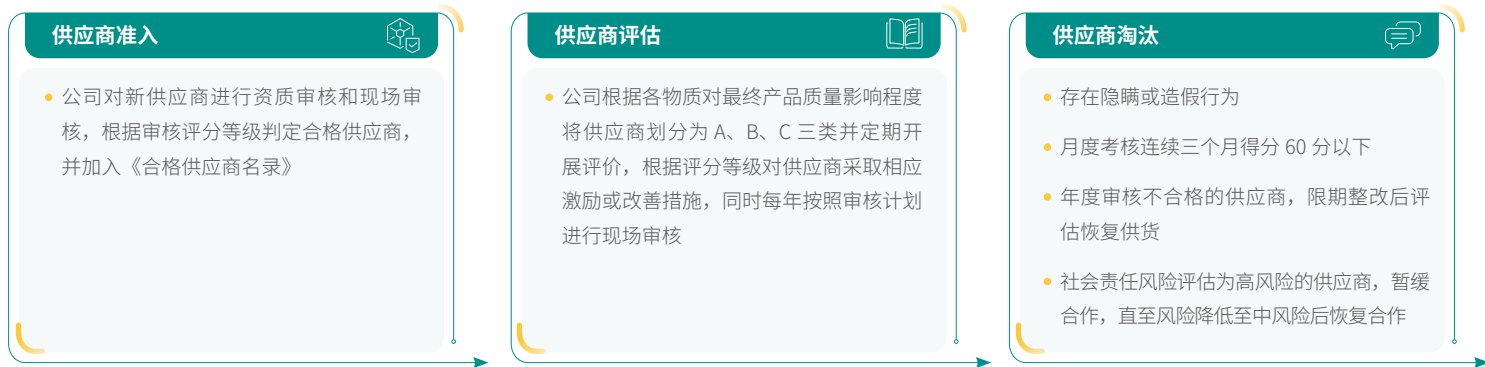 供应商准入
公司对新供应商进行资质审核和现场审
核，根据审核评分等级判定合格供应商，
并加入《合格供应商名录》
供应商评估
公司根据各物质对最终产品质量影响程度
将供应商划分为 A、B、C 三类并定期开
展评价，根据评分等级对供应商采取相应
激励或改善措施，同时每年按照审核计划
进行现场审核
供应商淘汰
存在隐瞒或造假行为
月度考核连续三个月得分 60 分以下
年度审核不合格的供应商，限期整改后评
估恢复供货
社会责任风险评估为高风险的供应商，暂缓
合作，直至风险降低至中风险后恢复合作